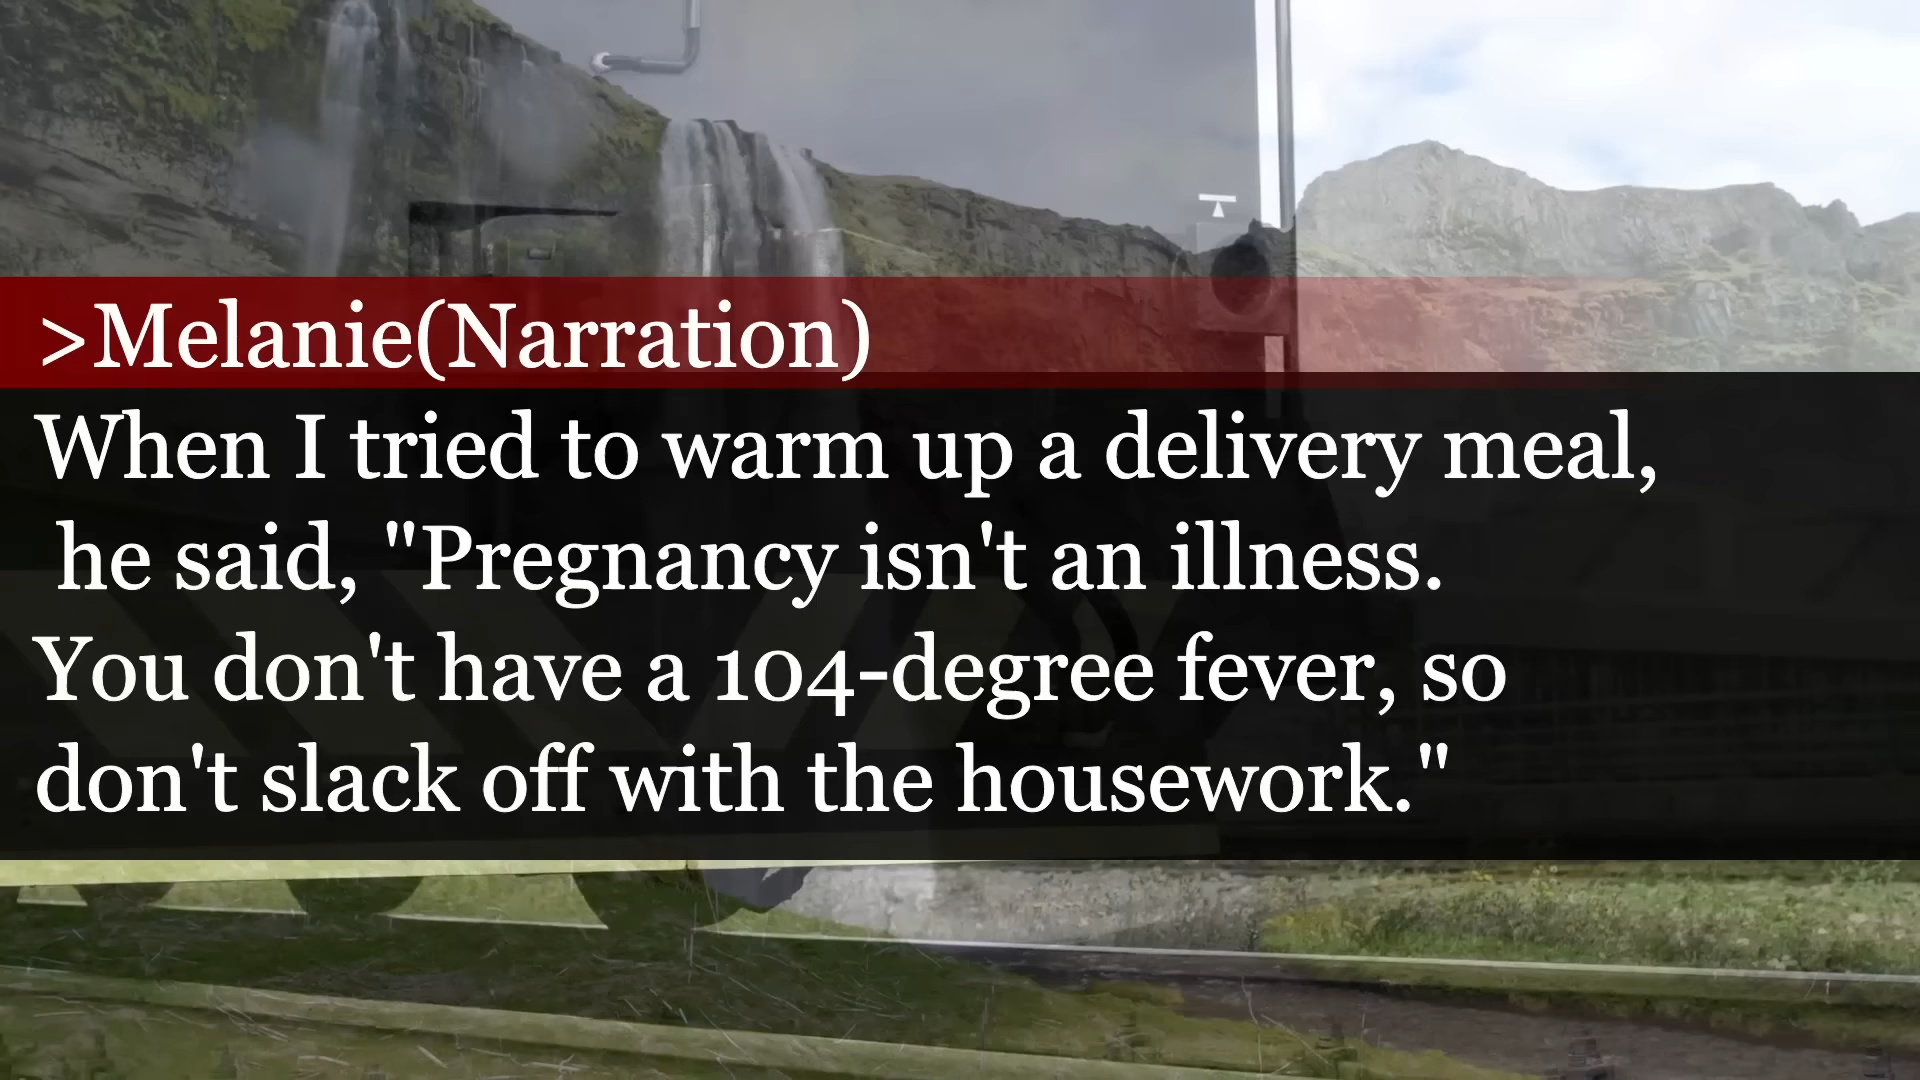 >Melanie(Narration)
When I tried to warm up a delivery meal,
he said, "Pregnancy isn't an illness.
You don't have a 104-degree fever, so
don't slack off with the housework."